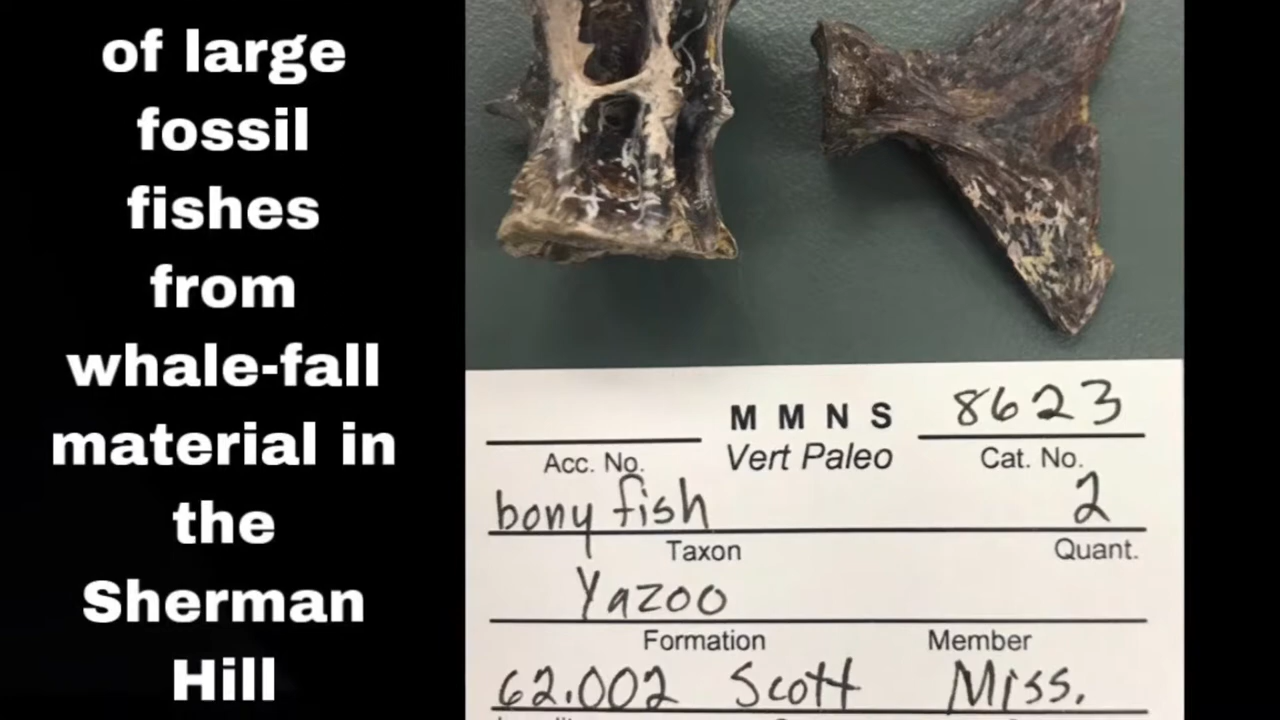 of large
fossil
fishes
from
whale-fall
material in
the
Sherman
Hill
MMNS 8623
Acc. No. Vert Paleo Cat. No.
bony fish 2
Taxon Quant.
Yazoo
Formation Member
62.002 Scott Miss.